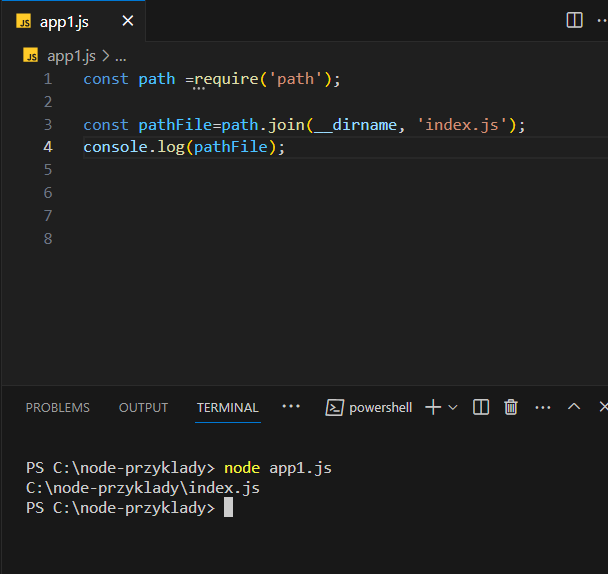 JS app1.js
JS app1.js > ...
1 const path =require('path');
2
3 const pathFile=path.join(__dirname, 'index.js');
4 console.log(pathFile);
5
6
7
8
PROBLEMS OUTPUT TERMINAL ... powershell
PS C:\node-przyklady> node app1.js
C:\node-przyklady\index.js
PS C:\node-przyklady>